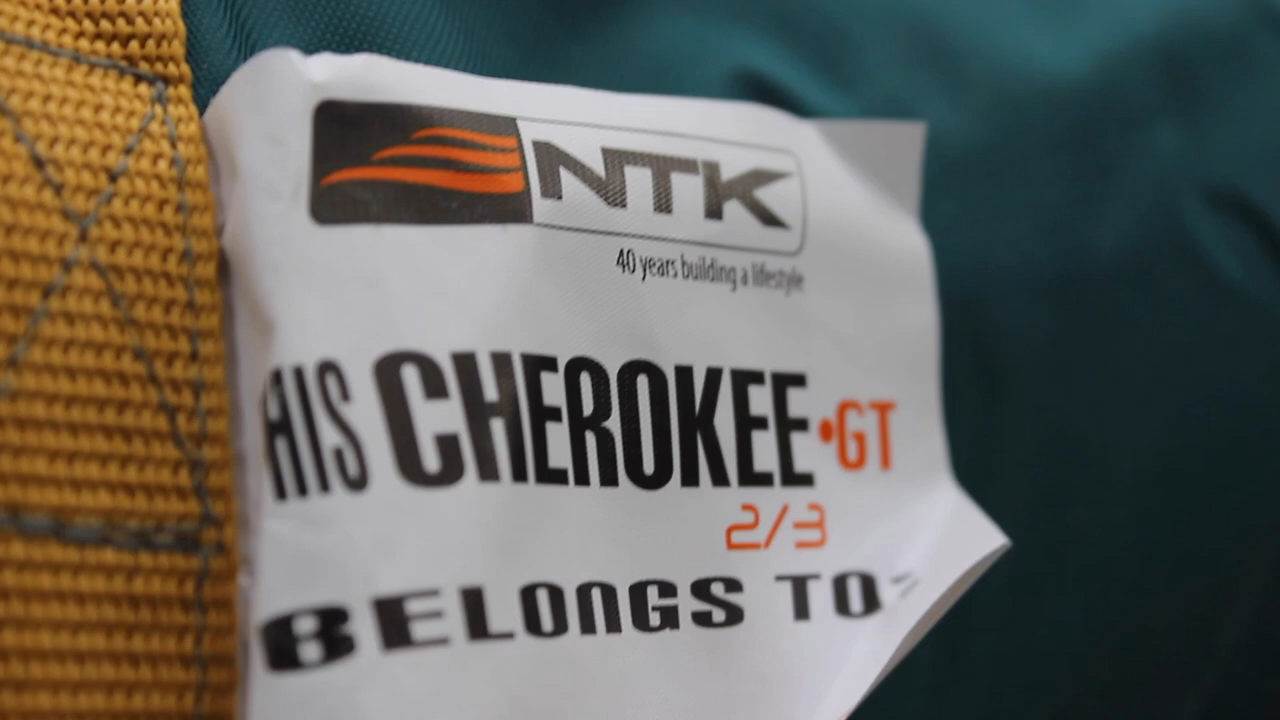 NTK
40 years building a lifestyle
HIS CHEROKEE•GT
2/3
BELONGS TO